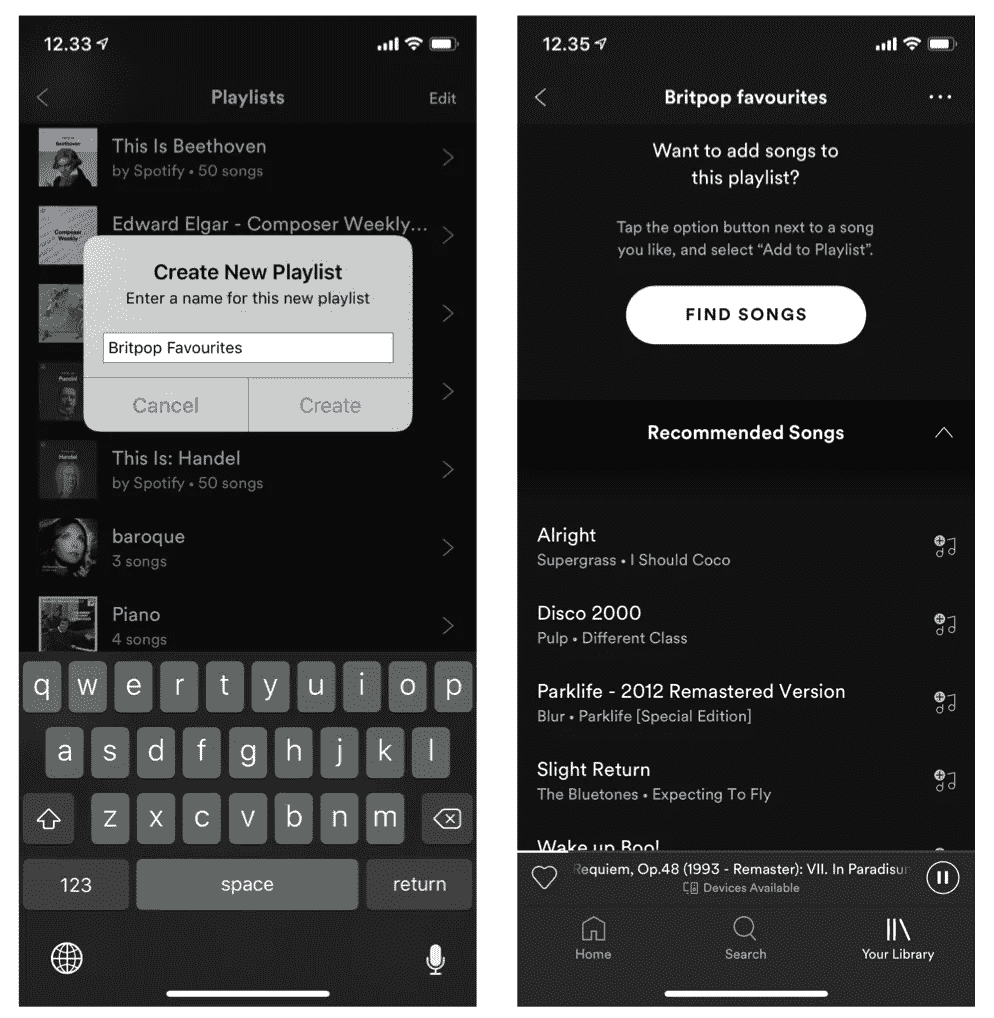 12.33
Playlists
Edit
This Is Beethoven
by Spotify • 50 songs
Edward Elgar - Composer Weekly...
Composer
Weekly
Create New Playlist
Enter a name for this new playlist
Britpop Favourites
Cancel
Create
This Is: Handel
by Spotify • 50 songs
baroque
3 songs
Piano
4 songs
q w e r t y u i o p
a s d f g h j k l
z x c v b n m
123
space
return
12.35
Britpop favourites
Want to add songs to
this playlist?
Tap the option button next to a song
you like, and select “Add to Playlist”.
FIND SONGS
Recommended Songs
Alright
Supergrass • I Should Coco
Disco 2000
Pulp • Different Class
Parklife - 2012 Remastered Version
Blur • Parklife [Special Edition]
Slight Return
The Bluetones • Expecting To Fly
Wake up Boo!
Requiem, Op.48 (1993 - Remaster): VII. In Paradisum
Devices Available
Home
Search
Your Library